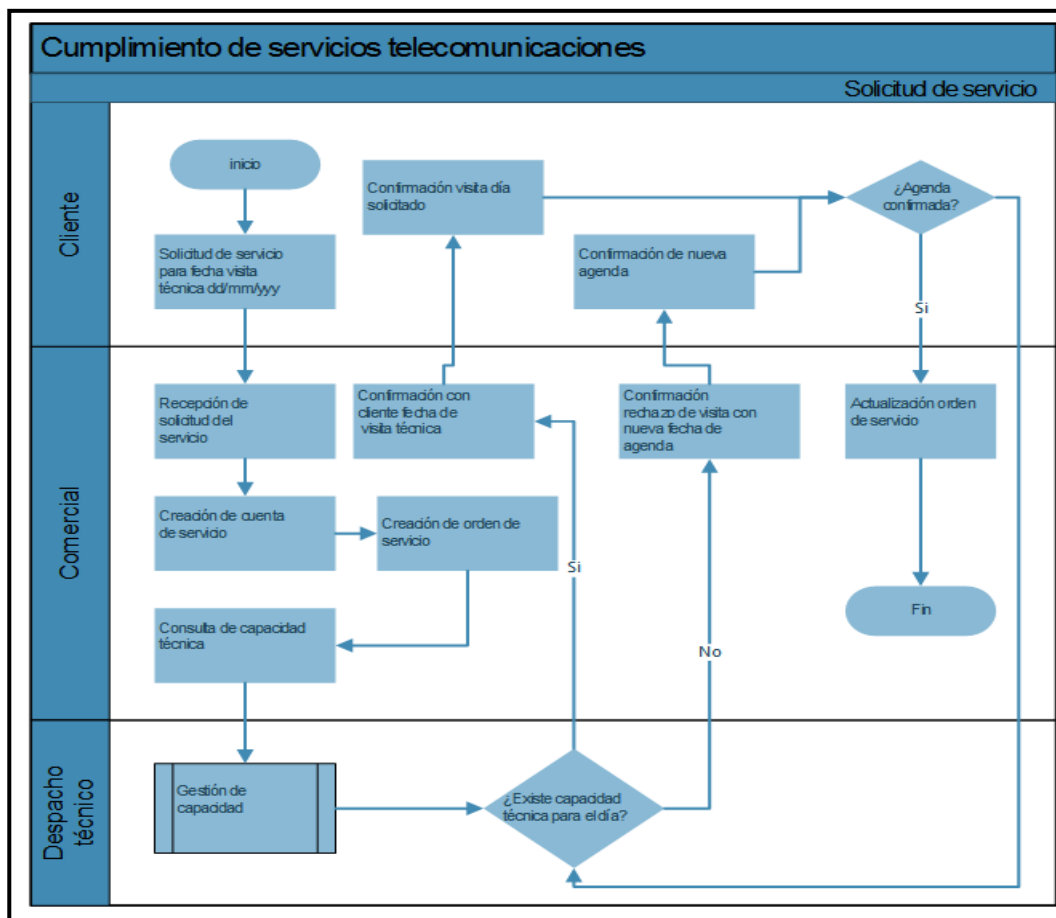 Cumplimiento de servicios telecomunicaciones
Solicitud de servicio
Cliente
inicio
Solicitud de servicio
para fecha visita
técnica dd/mm/yyy
Confirmación visita día
solicitado
Confirmación de nueva
agenda
¿Agenda
confirmada?
Si
Comercial
Recepción de
solicitud del
servicio
Confirmación con
cliente fecha de
visita técnica
Confirmación
rechazo de visita con
nueva fecha de
agenda
Actualización orden
de servicio
Creación de cuenta
de servicio
Creación de orden de
servicio
Si
Consulta de capacidad
técnica
No
Fin
Despacho
técnico
Gestión de
capacidad
¿Existe capacidad
técnica para el día?